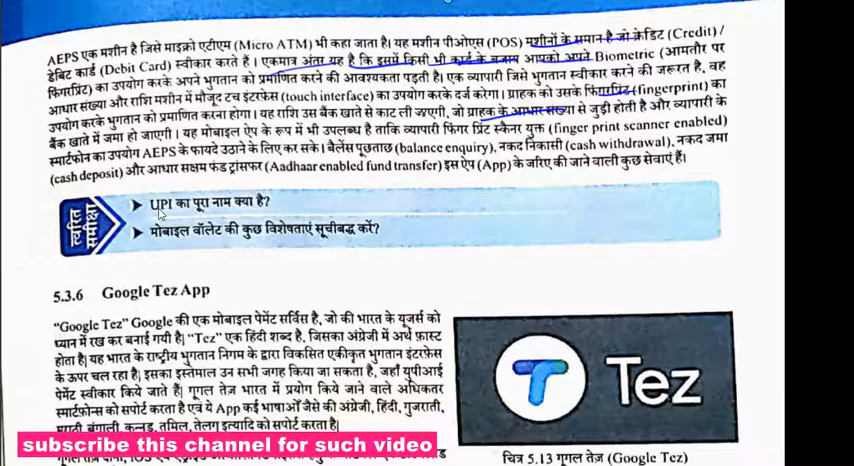 AEPS एक मशीन है जिसे माइक्रो एटीएम (Micro ATM) भी कहा जाता है। यह मशीन पीओएस (POS) मशीनों के समान है जो क्रेडिट (Credit) /
डेबिट कार्ड (Debit Card) स्वीकार करते हैं। एकमात्र अंतर यह है कि इसमें किसी भी कार्ड के बजाय आपको अपने Biometric (आमतौर पर
फिंगरप्रिंट) का उपयोग करके अपने भुगतान को प्रमाणित करने की आवश्यकता पड़ती है। एक व्यापारी जिसे भुगतान स्वीकार करने की जरूरत है, वह
आधार संख्या और राशि मशीन में मौजूद टच इंटरफ़ेस (touch interface) का उपयोग करके दर्ज करेगा। ग्राहक को उसके फिंगरप्रिंट (fingerprint) का
उपयोग करके भुगतान को प्रमाणित करना होगा। यह राशि उस बैंक खाते से काट ली जाएगी, जो ग्राहक के आधार संख्या से जुड़ी होती है और व्यापारी के
बैंक खाते में जमा हो जाएगी। यह मोबाइल ऐप के रूप में भी उपलब्ध है ताकि व्यापारी फिंगर प्रिंट स्कैनर युक्त (finger print scanner enabled)
स्मार्टफोन का उपयोग AEPS के फायदे उठाने के लिए कर सके। बैलेंस पूछताछ (balance enquiry), नकद निकासी (cash withdrawal), नकद जमा
(cash deposit) और आधार सक्षम फंड ट्रांसफर (Aadhaar enabled fund transfer) इस ऐप (App) के जरिए की जाने वाली कुछ सेवाएं हैं।
त्वरित समीक्षा
➤ UPI का पूरा नाम क्या है?
➤ मोबाइल वॉलेट की कुछ विशेषताएं सूचीबद्ध करें?
5.3.6 Google Tez App
"Google Tez" Google की एक मोबाइल पेमेंट सर्विस है, जो की भारत के यूजर्स को
ध्यान में रख कर बनाई गयी है। "Tez" एक हिंदी शब्द है, जिसका अंग्रेजी में अर्थ फ़ास्ट
होता है। यह भारत के राष्ट्रीय भुगतान निगम के द्वारा विकसित एकीकृत भुगतान इंटरफ़ेस
के ऊपर चल रहा है। इसका इस्तेमाल उन सभी जगह किया जा सकता है, जहाँ यूपीआई
पेमेंट स्वीकार किये जाते हैं। गूगल तेज़ भारत में प्रयोग किये जाने वाले अधिकतर
स्मार्टफ़ोन्स को सपोर्ट करता है एवं ये App कई भाषाओँ जैसे की अंग्रेजी, हिंदी, गुजराती,
मराठी, बंगाली, कन्नड़, तमिल, तेलगु इत्यादि को सपोर्ट करता है|
Tez
subscribe this channel for such video
चित्र 5.13 गूगल तेज़ (Google Tez)